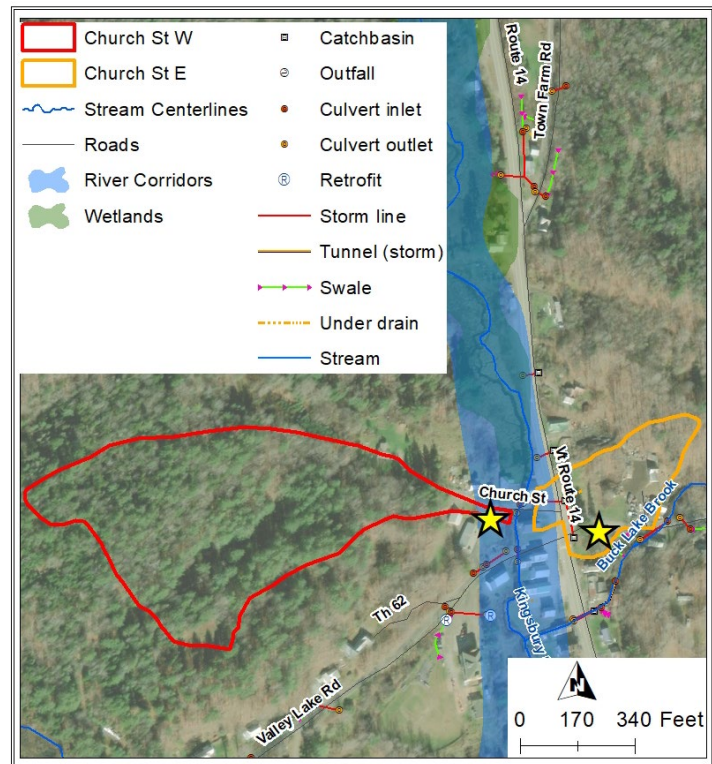 Church St W
Church St E
Stream Centerlines
Roads
River Corridors
Wetlands
Catchbasin
Outfall
Culvert inlet
Culvert outlet
R Retrofit
Storm line
Tunnel (storm)
Swale
Under drain
Stream
Route 14
Town Farm Rd
Church St
Vt Route 14
Buck Lake Brook
Kingsbury
Th 62
R
R
Valley Lake Rd
N
0 170 340 Feet